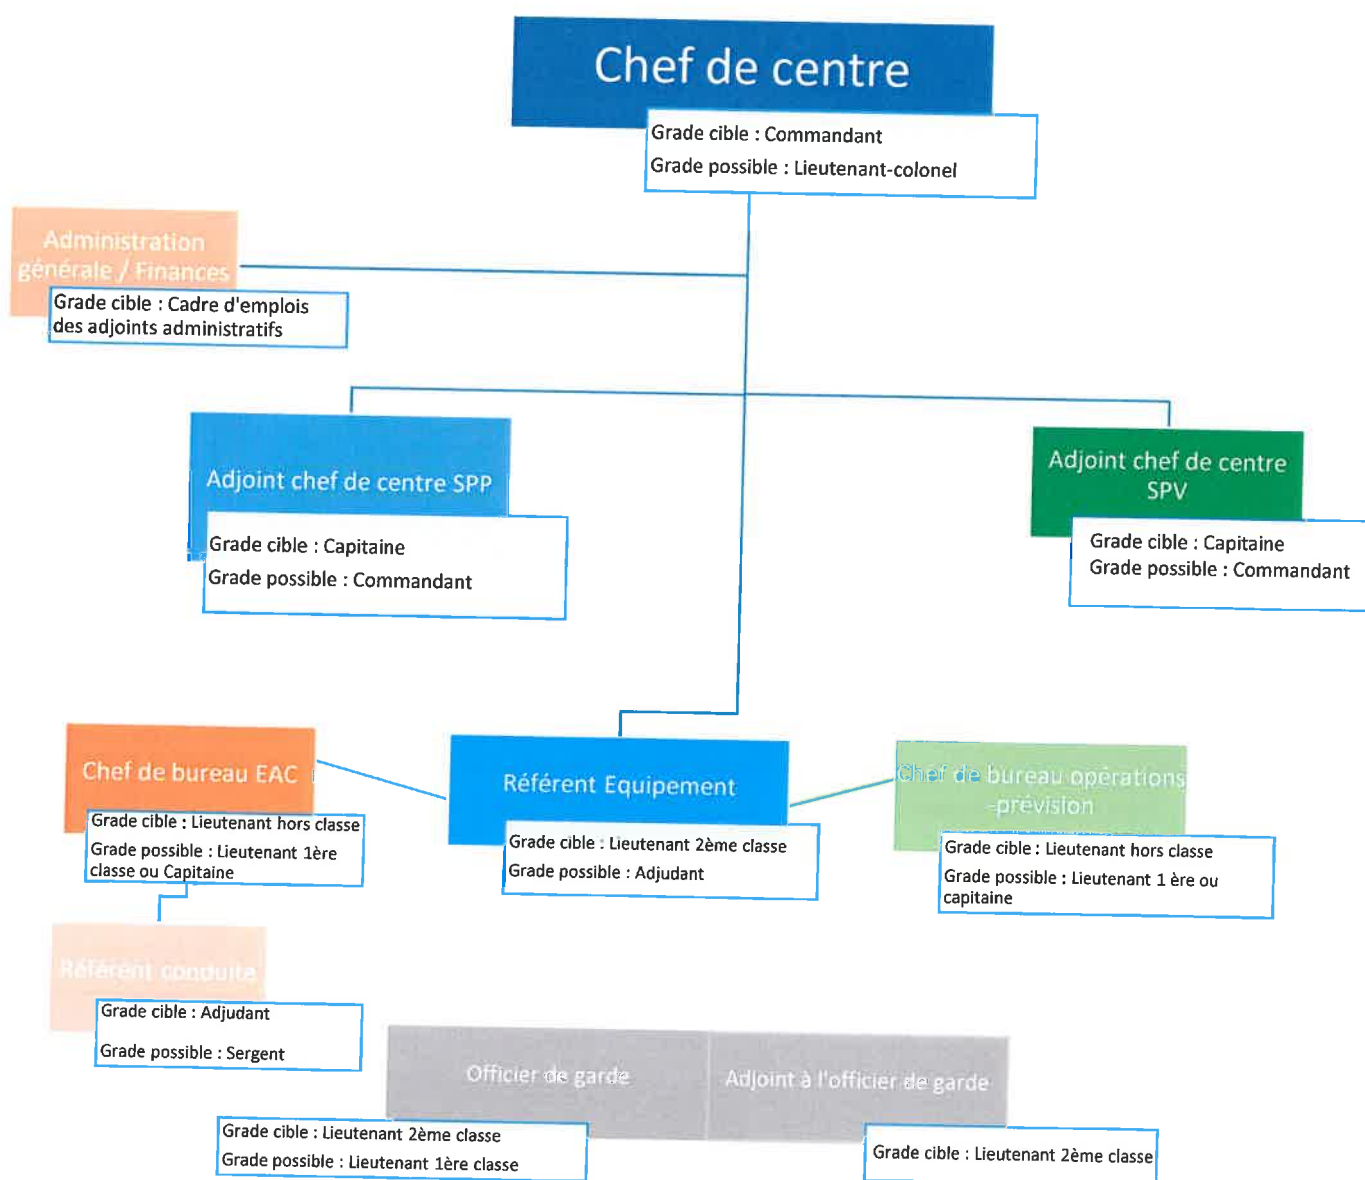 Chef de centre
Grade cible : Commandant
Grade possible : Lieutenant-colonel
Administration
générale / Finances
Grade cible : Cadre d'emplois
des adjoints administratifs
Adjoint chef de centre SPP
Grade cible : Capitaine
Grade possible : Commandant
Adjoint chef de centre
SPV
Grade cible : Capitaine
Grade possible : Commandant
Chef de bureau EAC
Grade cible : Lieutenant hors classe
Grade possible : Lieutenant 1ère
classe ou Capitaine
Référent Equipement
Grade cible : Lieutenant 2ème classe
Grade possible : Adjudant
Chef de bureau opérations
-prévision
Grade cible : Lieutenant hors classe
Grade possible : Lieutenant 1 ère ou
capitaine
Référent conduite
Grade cible : Adjudant
Grade possible : Sergent
Officier de garde
Grade cible : Lieutenant 2ème classe
Grade possible : Lieutenant 1ère classe
Adjoint à l'officier de garde
Grade cible : Lieutenant 2ème classe